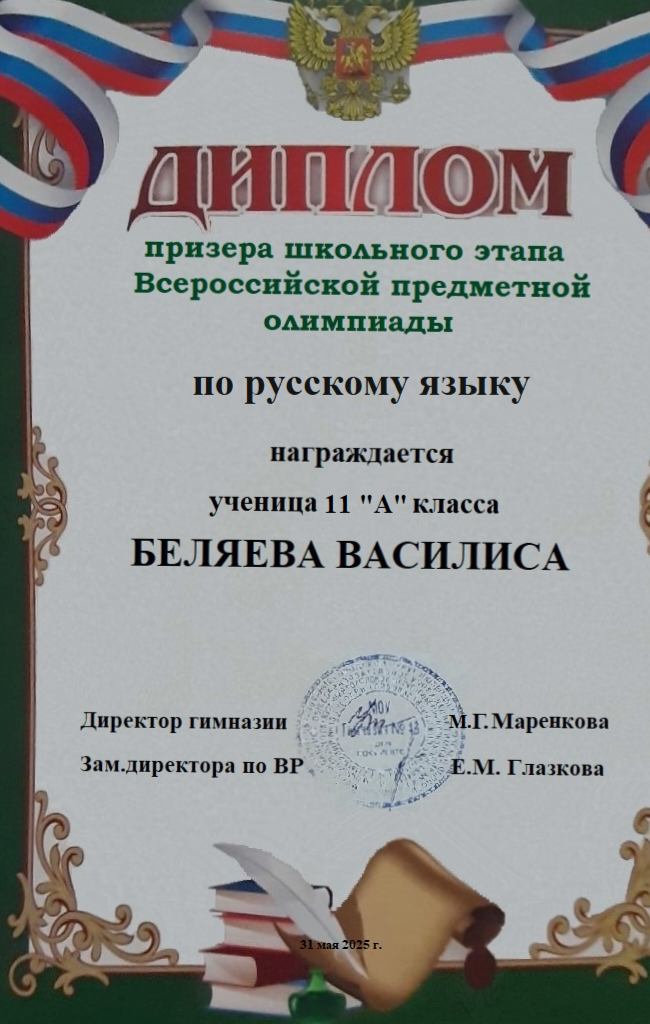 ДИПЛОМ
призера школьного этапа
Всероссийской предметной
олимпиады
по русскому языку
награждается
ученица 11 "А" класса
БЕЛЯЕВА ВАСИЛИСА
МОУ
Директор гимназии М.Г. Маренкова
Зам.директора по ВР Е.М. Глазкова
31 мая 2025 г.